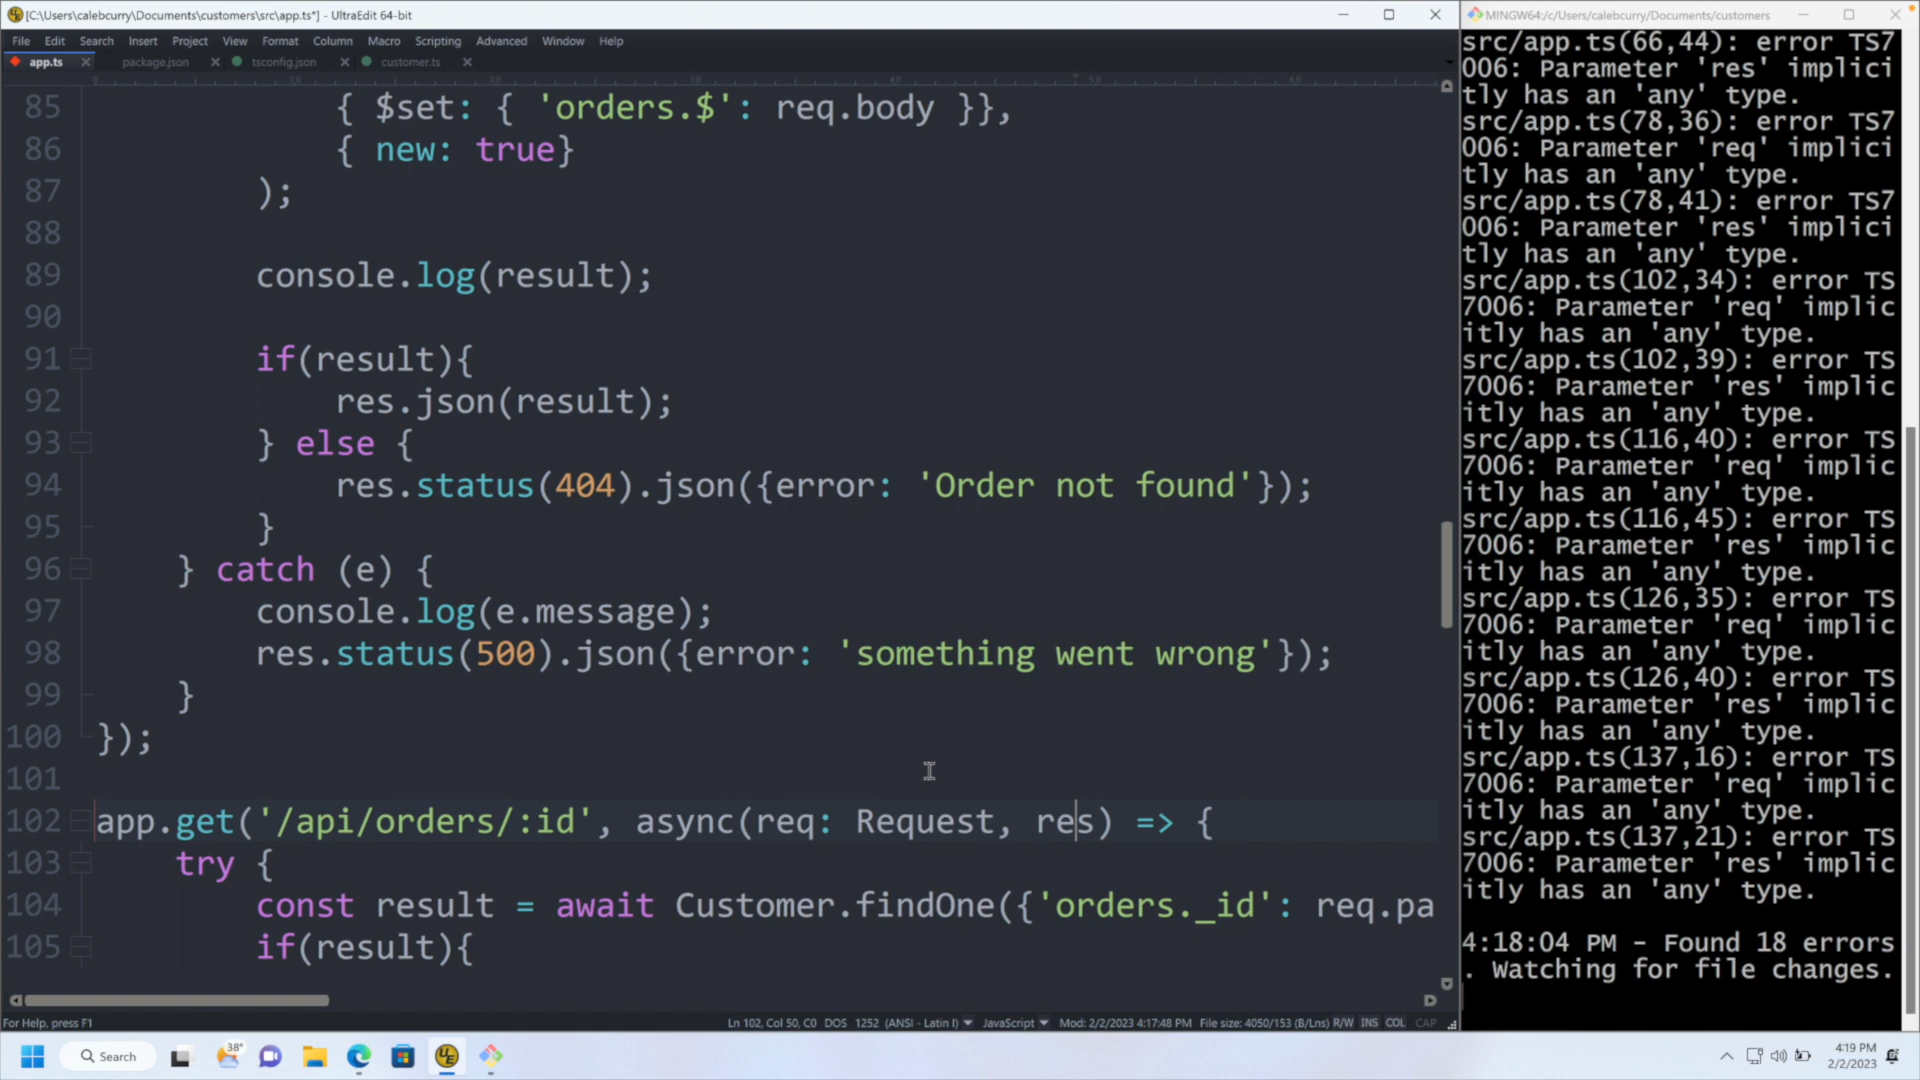 [C:\Users\calebcurry\Documents\customers\src\app.ts*] - UltraEdit 64-bit
File Edit Search Insert Project View Format Column Macro Scripting Advanced Window Help
app.ts package.json tsconfig.json customer.ts
0 10 20 30 40 50 60
85 { $set: { 'orders.$': req.body }},
86 { new: true}
87 );
88
89 console.log(result);
90
91 if(result){
92 res.json(result);
93 } else {
94 res.status(404).json({error: 'Order not found'});
95 }
96 } catch (e) {
97 console.log(e.message);
98 res.status(500).json({error: 'something went wrong'});
99 }
100 });
101
102 app.get('/api/orders/:id', async(req: Request, res) => {
103 try {
104 const result = await Customer.findOne({'orders._id': req.pa
105 if(result){
For Help, press F1
Ln 102, Col 50, C0 DOS 1252 (ANSI - Latin I) JavaScript Mod: 2/2/2023 4:17:48 PM File size: 4050/153 (B/Lns) R/W INS COL CAP
MINGW64:/c/Users/calebcurry/Documents/customers
src/app.ts(66,44): error TS7
006: Parameter 'res' implici
tly has an 'any' type.
src/app.ts(78,36): error TS7
006: Parameter 'req' implici
tly has an 'any' type.
src/app.ts(78,41): error TS7
006: Parameter 'res' implici
tly has an 'any' type.
src/app.ts(102,34): error TS
7006: Parameter 'req' implic
itly has an 'any' type.
src/app.ts(102,39): error TS
7006: Parameter 'res' implic
itly has an 'any' type.
src/app.ts(116,40): error TS
7006: Parameter 'req' implic
itly has an 'any' type.
src/app.ts(116,45): error TS
7006: Parameter 'res' implic
itly has an 'any' type.
src/app.ts(126,35): error TS
7006: Parameter 'req' implic
itly has an 'any' type.
src/app.ts(126,40): error TS
7006: Parameter 'res' implic
itly has an 'any' type.
src/app.ts(137,16): error TS
7006: Parameter 'req' implic
itly has an 'any' type.
src/app.ts(137,21): error TS
7006: Parameter 'res' implic
itly has an 'any' type.
4:18:04 PM - Found 18 errors
. Watching for file changes.
Search
38°
UE
4:19 PM
2/2/2023